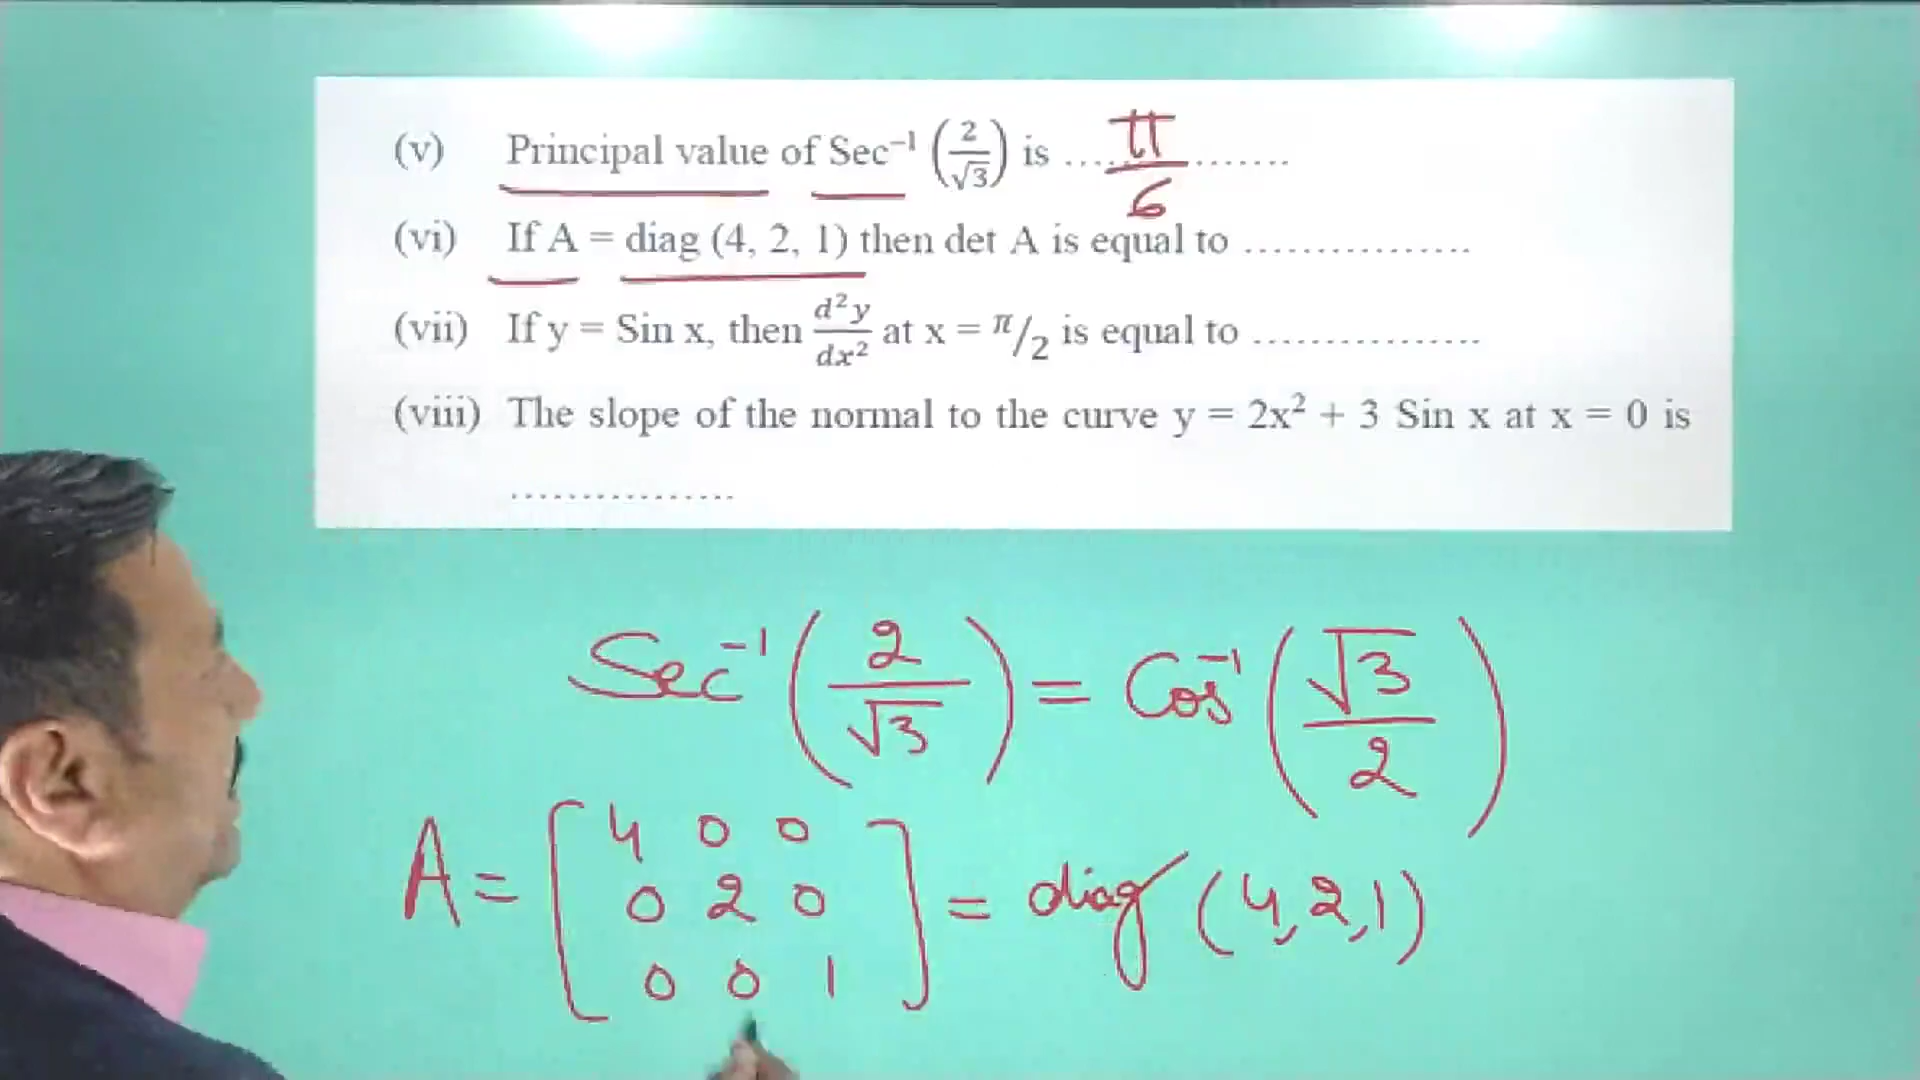 (v) Principal value of Sec⁻¹ (2/√3) is ....π/6........
(vi) If A = diag (4, 2, 1) then det A is equal to ................
(vii) If y = Sin x, then d²y/dx² at x = π/2 is equal to ................
(viii) The slope of the normal to the curve y = 2x² + 3 Sin x at x = 0 is
................
Sec⁻¹ (2/√3) = Cos⁻¹ (√3/2)
A = [4 0 0
0 2 0
0 0 1] = diag (4, 2, 1)